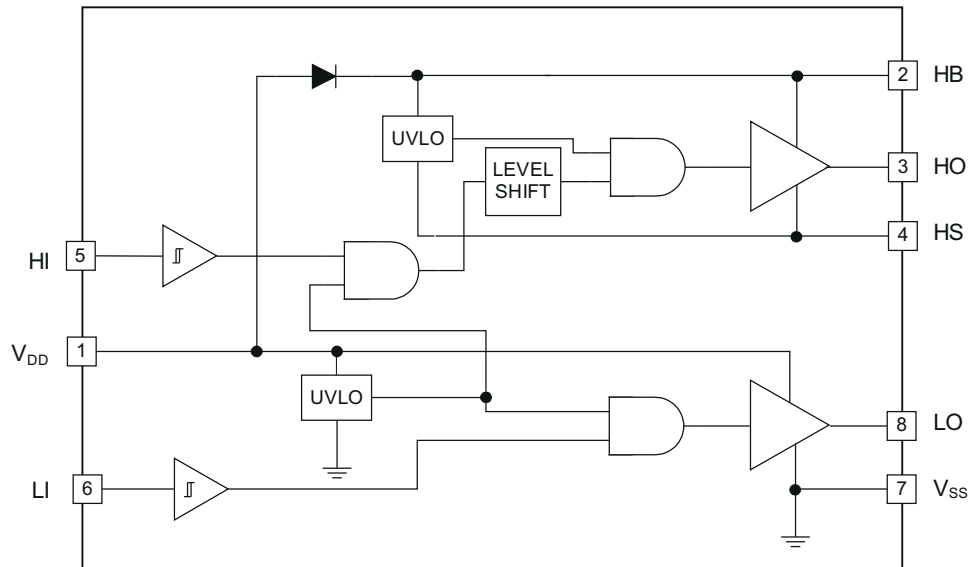 2 HB
UVLO
LEVEL
SHIFT
3 HO
4 HS
HI 5
VDD 1
UVLO
8 LO
LI 6
7 VSS